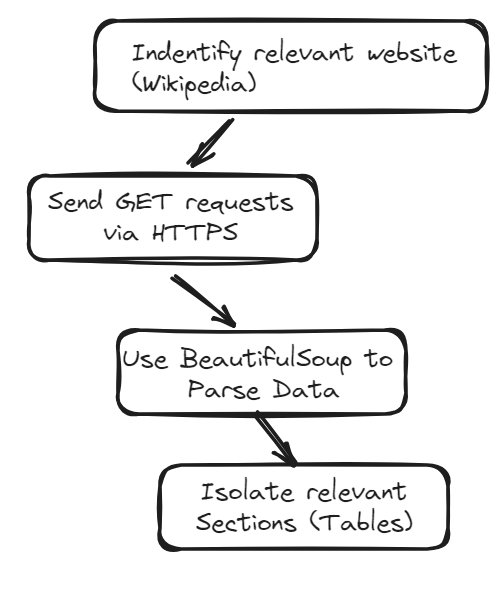 Indentify relevant website
(Wikipedia)
Send GET requests
via HTTPS
Use BeautifulSoup to
Parse Data
Isolate relevant
Sections (Tables)